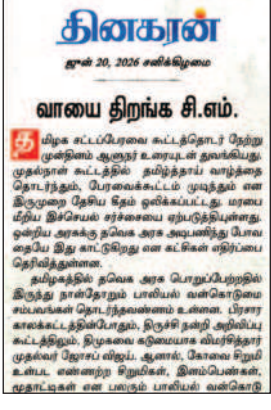 தினகரன்
ஜுன் 20, 2026 சனிக்கிழமை
வாயை திறங்க சி.எம்.
தமிழக சட்டப்பேரவை கூட்டத்தொடர் நேற்று
முன்தினம் ஆளுநர் உரையுடன் துவங்கியது.
முதல்நாள் கூட்டத்தில் தமிழ்த்தாய் வாழ்த்தை
தொடர்ந்தும், பேரவைக்கூட்டம் முடிந்தும் என
இருமுறை தேசிய கீதம் ஒலிக்கப்பட்டது. மரபை
மீறிய இச்செயல் சர்ச்சையை ஏற்படுத்தியுள்ளது.
ஒன்றிய அரசுக்கு தவெக அரசு அடிபணிந்து போவ
தையே இது காட்டுகிறது என கட்சிகள் எதிர்ப்பை
தெரிவித்துள்ளன.
தமிழகத்தில் தவெக அரசு பொறுப்பேற்றதில்
இருந்து நாள்தோறும் பாலியல் வன்கொடுமை
சம்பவங்கள் தொடர்ந்தவண்ணம் உள்ளன. பிரசார
காலக்கட்டத்தின்போதும், திருச்சி நன்றி அறிவிப்பு
கூட்டத்திலும், திமுகவை கடுமையாக விமர்சித்தார்
முதல்வர் ஜோசப் விஜய். ஆனால், கோவை சிறுமி
உள்பட எண்ணற்ற சிறுமிகள், இளம்பெண்கள்,
மூதாட்டிகள் என பலரும் பாலியல் வன்கொடு